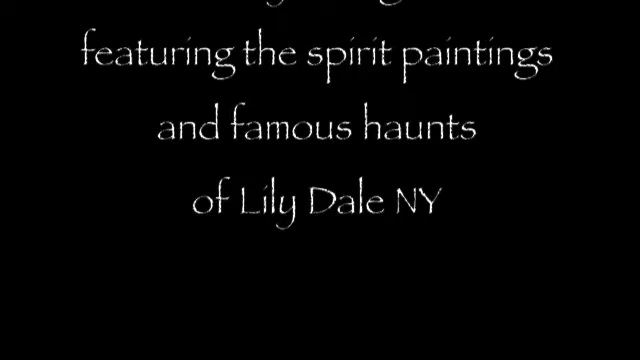 featuring the spirit paintings
and famous haunts
of Lily Dale NY